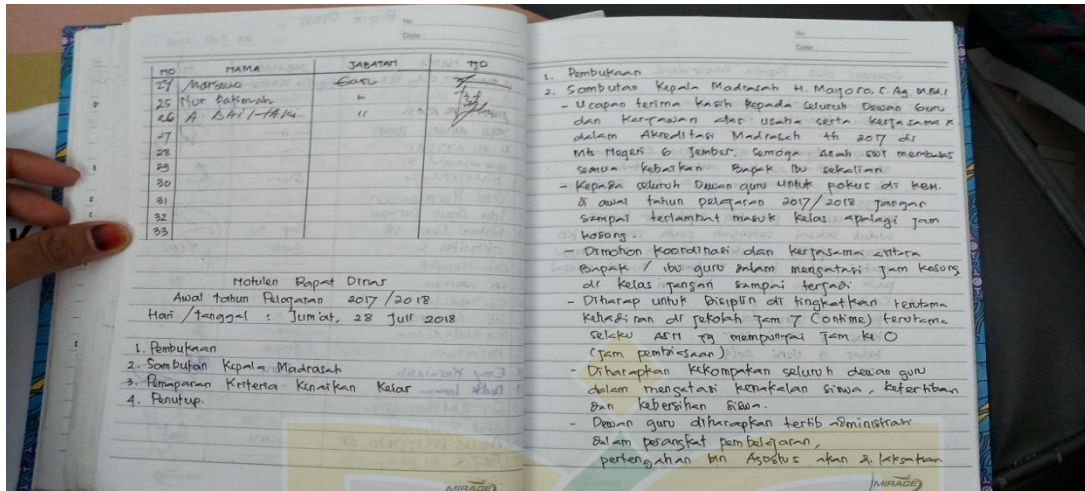 No.
Date :
NO NAMA JABATAN TTD
24 Marsewo Guru
25 Nur Fatimah "
26 A. BAI "
27
28
29
30
31
32
33
Notulen Rapat Dinas
Awal tahun Pelajaran 2017/2018
Hari /tanggal : Jum'at, 28 Juli 2018
1. Pembukaan
2. Sambutan Kepala Madrasah
3. Pemaparan Kriteria Kenaikan Kelas
4. Penutup.
MIRAGE
No.
Date :
1. Pembukaan
2. Sambutan Kepala Madrasah H. S. Ag. M.Pd.I
- Ucapan terima kasih kepada seluruh Dewan Guru
dan Karyawan atas usaha serta kerjasama
dalam Akreditasi Madrasah th 2017 di
Mts Negeri 6 Jember. Semoga Allah SWT membalas
semua kebaikan Bapak Ibu sekalian
- Kepada seluruh Dewan guru untuk fokus di KBM.
di awal tahun pelajaran 2017/2018 jangan
sampai terlambat masuk kelas apalagi jam
kosong.
- Dimohon koordinasi dan kerjasama antara
Bapak / ibu guru dalam mengatasi jam kosong
di kelas jangan sampai terjadi
- Diharap untuk Disiplin di tingkatkan terutama
kehadiran di sekolah jam 7 (ontime) terutama
selaku ASN yg mempunyai jam ke 0
(jam pembiasaan)
- Diharapkan kekompakan seluruh dewan guru
dalam mengatasi kenakalan siswa, ketertiban
dan kebersihan siswa.
- Dewan guru diharapkan tertib administrasi
dalam perangkat pembelajaran,
pertengahan bln Agostus akan di laksakan
MIRAGE